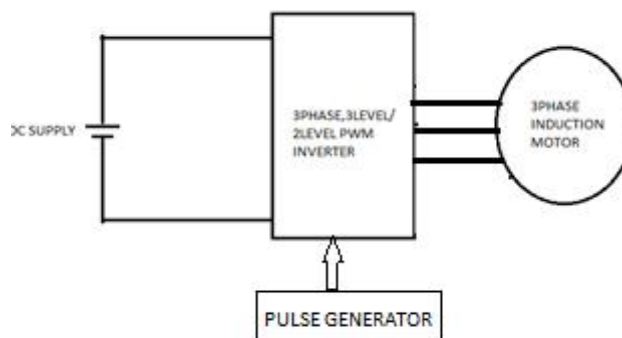 DC SUPPLY
3PHASE,3LEVEL/
2LEVEL PWM
INVERTER
3PHASE
INDUCTION
MOTOR
PULSE GENERATOR